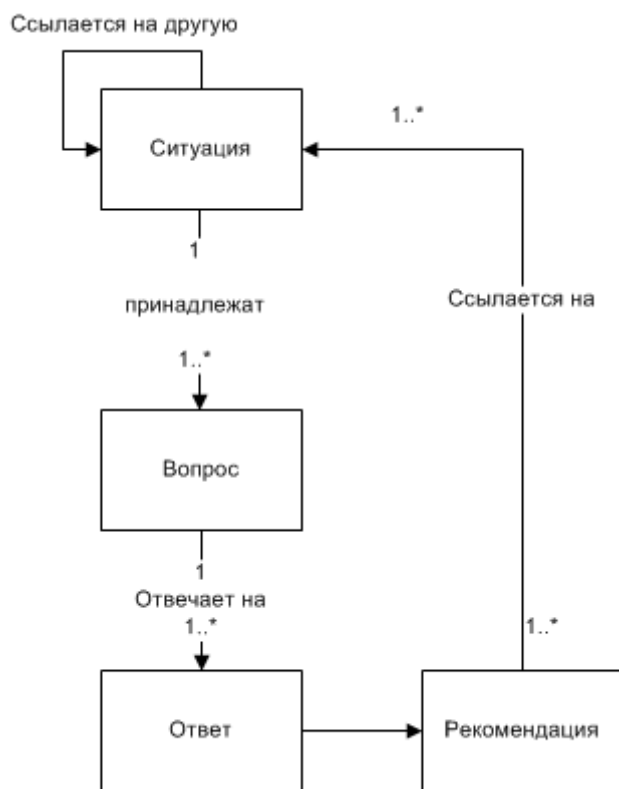 Ссылается на другую
1..*
Ситуация
1
принадлежат
Ссылается на
1..*
Вопрос
1
Отвечает на
1..*
1..*
Ответ
Рекомендация